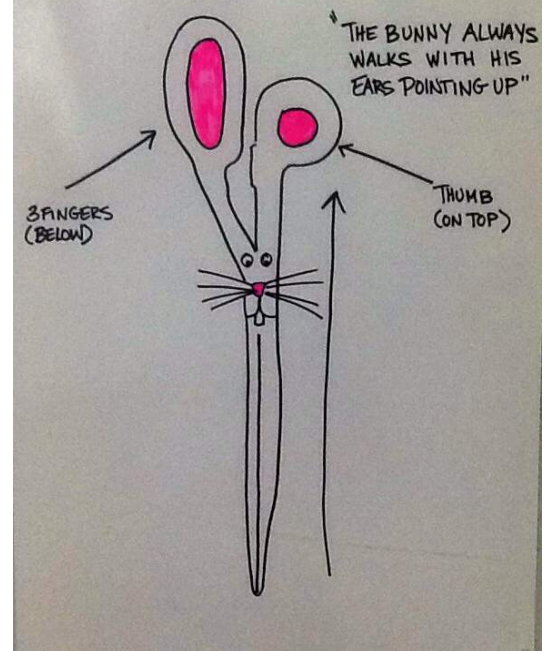 "THE BUNNY ALWAYS
WALKS WITH HIS
EARS POINTING UP"
3 FINGERS
(BELOW)
THUMB
(ON TOP)